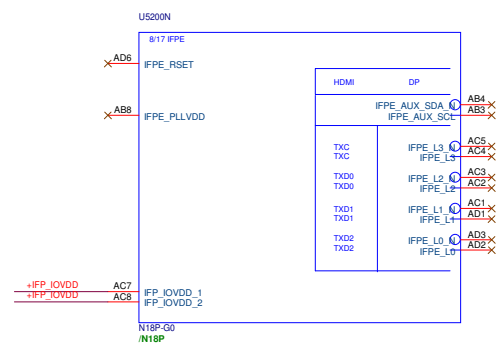 U5200N
8/17 IFPE
AD6 IFPE_RSET
HDMI DP
AB8 IFPE_PLLVDD
IFPE_AUX_SDA_N AB4
IFPE_AUX_SCL AB3
TXC IFPE_L3_N AC5
TXC IFPE_L3 AC4
TXD0 IFPE_L2_N AC3
TXD0 IFPE_L2 AC2
TXD1 IFPE_L1_N AC1
TXD1 IFPE_L1 AD1
TXD2 IFPE_L0_N AD3
TXD2 IFPE_L0 AD2
+IFP_IOVDD AC7 IFP_IOVDD_1
+IFP_IOVDD AC8 IFP_IOVDD_2
N18P-G0
/N18P